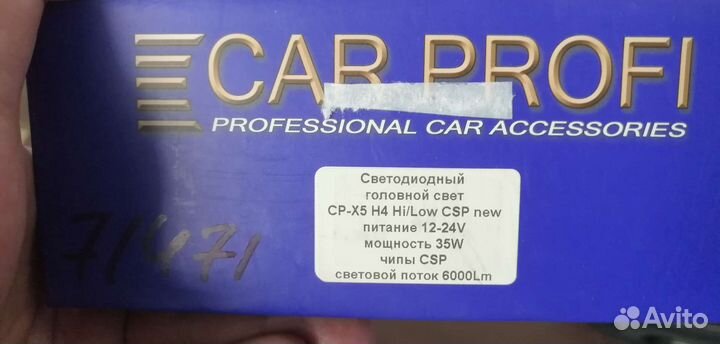 CAR PROFI
PROFESSIONAL CAR ACCESSORIES
Светодиодный
головной свет
CP-X5 H4 Hi/Low CSP new
питание 12-24V
мощность 35W
чипы CSP
световой поток 6000Lm
71471
Avito